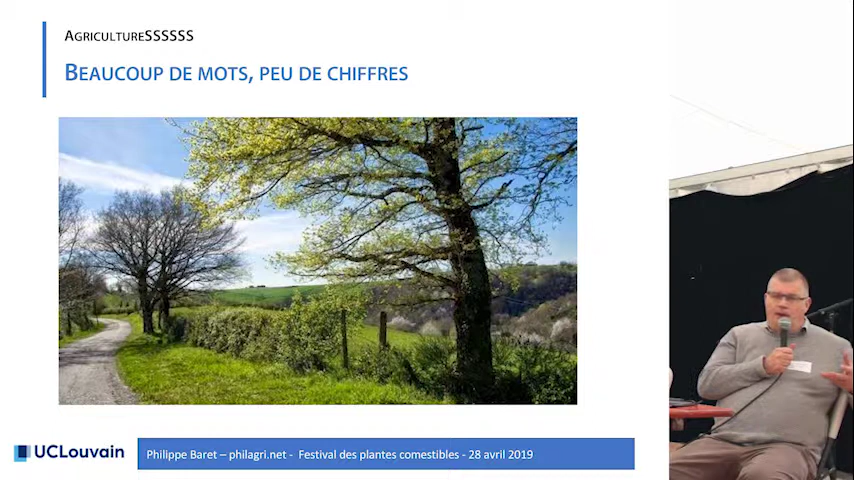 AgricultureSSSSSS
Beaucoup de mots, peu de chiffres
UCLouvain
Philippe Baret – philagri.net - Festival des plantes comestibles - 28 avril 2019